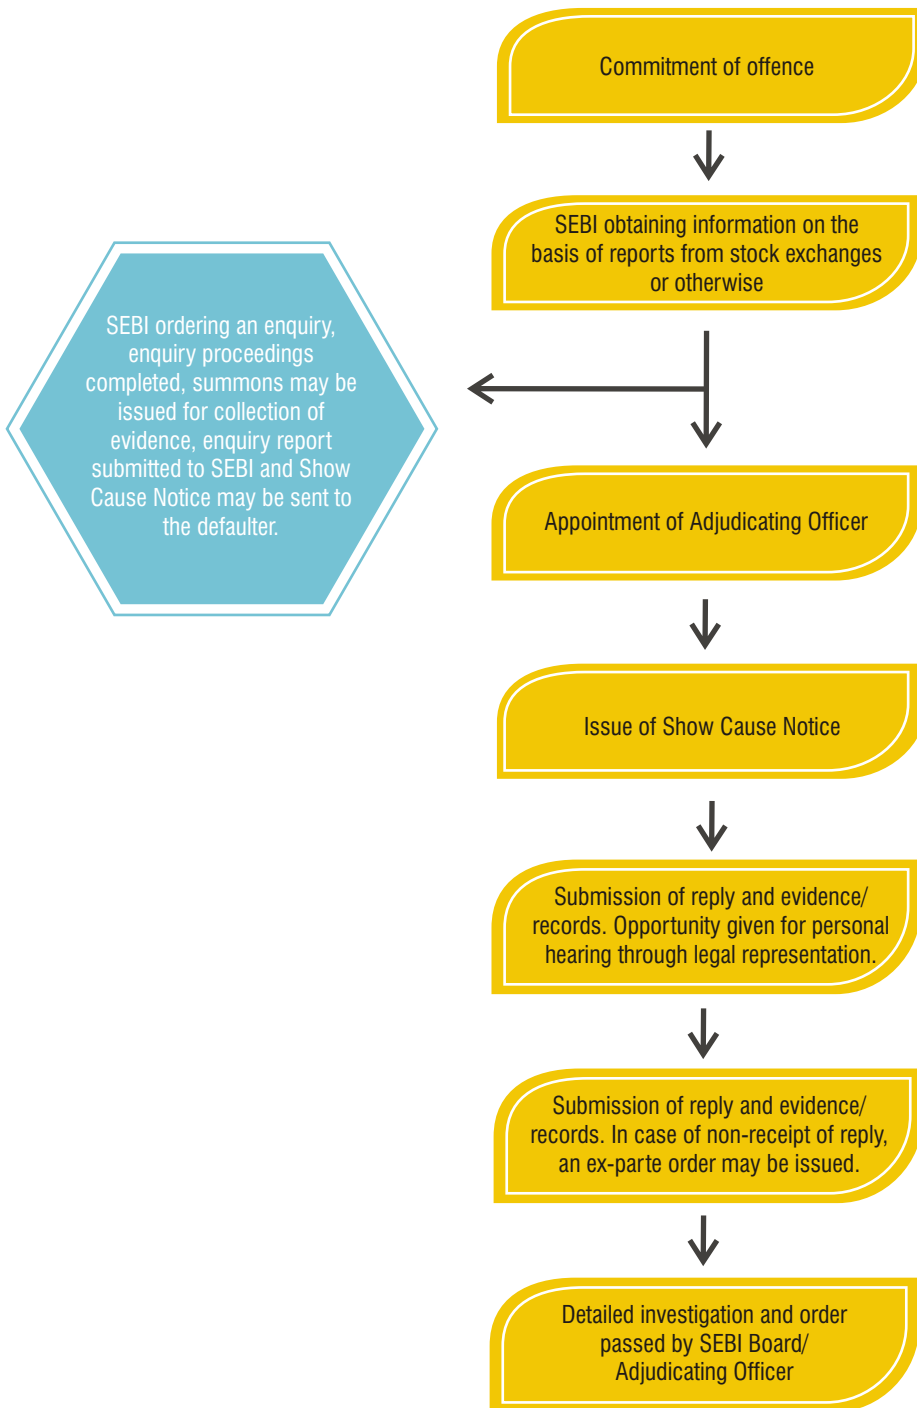 Commitment of offence
SEBI obtaining information on the
basis of reports from stock exchanges
or otherwise
SEBI ordering an enquiry,
enquiry proceedings
completed, summons may be
issued for collection of
evidence, enquiry report
submitted to SEBI and Show
Cause Notice may be sent to
the defaulter.
Appointment of Adjudicating Officer
Issue of Show Cause Notice
Submission of reply and evidence/
records. Opportunity given for personal
hearing through legal representation.
Submission of reply and evidence/
records. In case of non-receipt of reply,
an ex-parte order may be issued.
Detailed investigation and order
passed by SEBI Board/
Adjudicating Officer